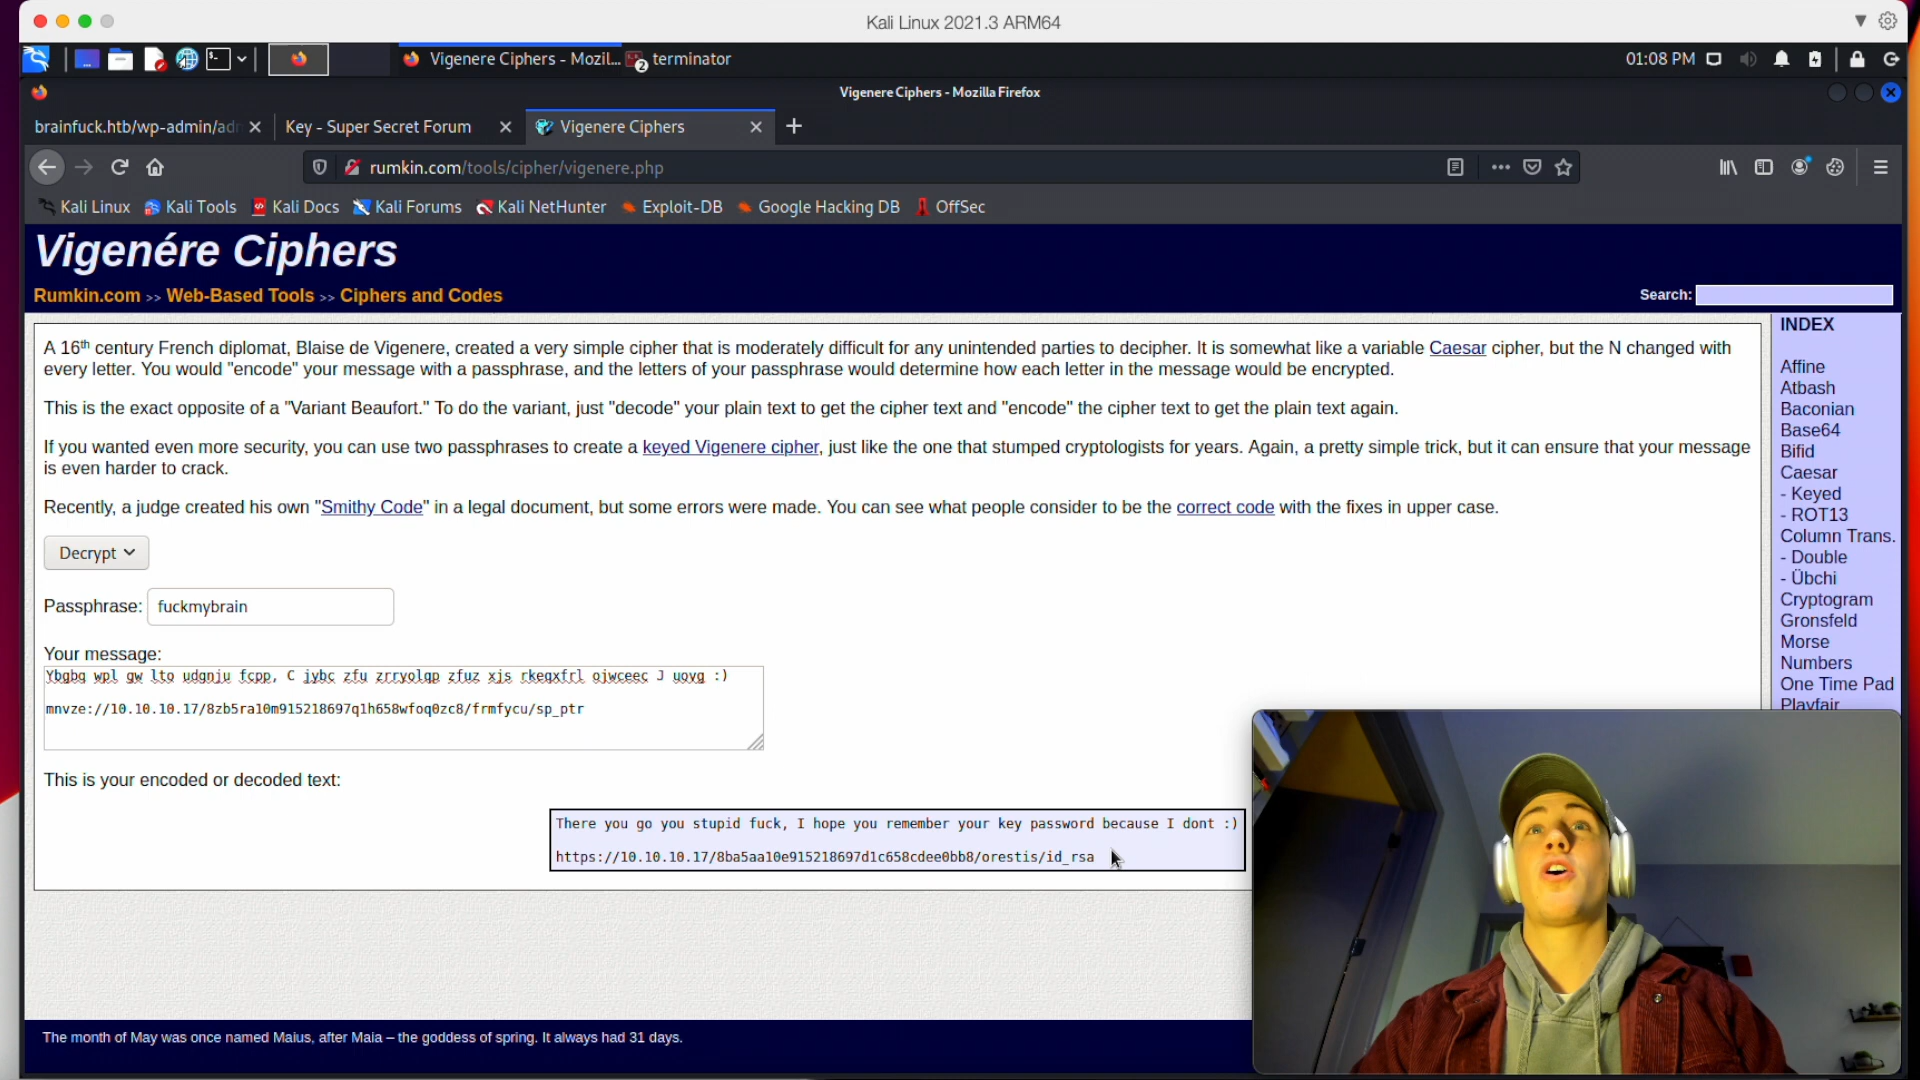 Kali Linux 2021.3 ARM64
Vigenere Ciphers - Mozil...
2
terminator
01:08 PM
Vigenere Ciphers - Mozilla Firefox
brainfuck.htb/wp-admin/ad
Key - Super Secret Forum
Vigenere Ciphers
rumkin.com/tools/cipher/vigenere.php
Kali Linux
Kali Tools
Kali Docs
Kali Forums
Kali NetHunter
Exploit-DB
Google Hacking DB
OffSec
Vigenére Ciphers
Rumkin.com >> Web-Based Tools >> Ciphers and Codes
Search:
A 16th century French diplomat, Blaise de Vigenere, created a very simple cipher that is moderately difficult for any unintended parties to decipher. It is somewhat like a variable Caesar cipher, but the N changed with
every letter. You would "encode" your message with a passphrase, and the letters of your passphrase would determine how each letter in the message would be encrypted.
This is the exact opposite of a "Variant Beaufort." To do the variant, just "decode" your plain text to get the cipher text and "encode" the cipher text to get the plain text again.
If you wanted even more security, you can use two passphrases to create a keyed Vigenere cipher, just like the one that stumped cryptologists for years. Again, a pretty simple trick, but it can ensure that your message
is even harder to crack.
Recently, a judge created his own "Smithy Code" in a legal document, but some errors were made. You can see what people consider to be the correct code with the fixes in upper case.
Decrypt
Passphrase: fuckmybrain
Your message:
Ybgbq wpl gw lto udgnju fcpp, C jybc zfu zrryolqp zfuz xjs rkeqxfrl ojwceec J uovg :)
mnvze://10.10.10.17/8zb5ra10m915218697q1h658wfoq0zc8/frmfycu/sp_ptr
This is your encoded or decoded text:
There you go you stupid fuck, I hope you remember your key password because I dont :)
https://10.10.10.17/8ba5aa10e915218697d1c658cdee0bb8/orestis/id_rsa
INDEX
Affine
Atbash
Baconian
Base64
Bifid
Caesar
- Keyed
- ROT13
Column Trans.
- Double
- Übchi
Cryptogram
Gronsfeld
Morse
Numbers
One Time Pad
Playfair
The month of May was once named Maius, after Maia – the goddess of spring. It always had 31 days.